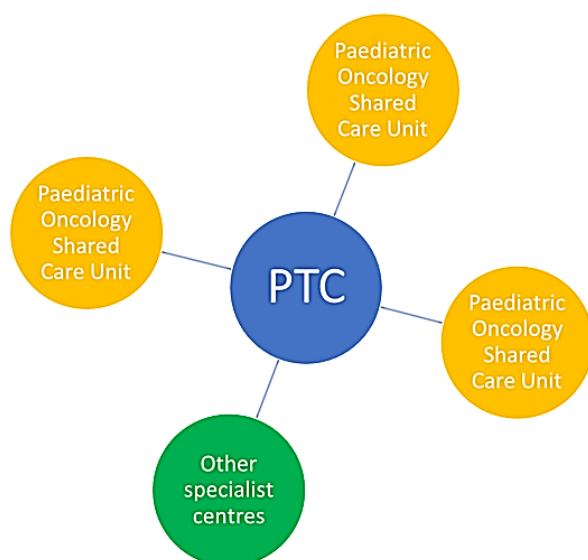 Paediatric
Oncology
Shared
Care Unit
Paediatric
Oncology
Shared
Care Unit
PTC
Paediatric
Oncology
Shared
Care Unit
Other
specialist
centres